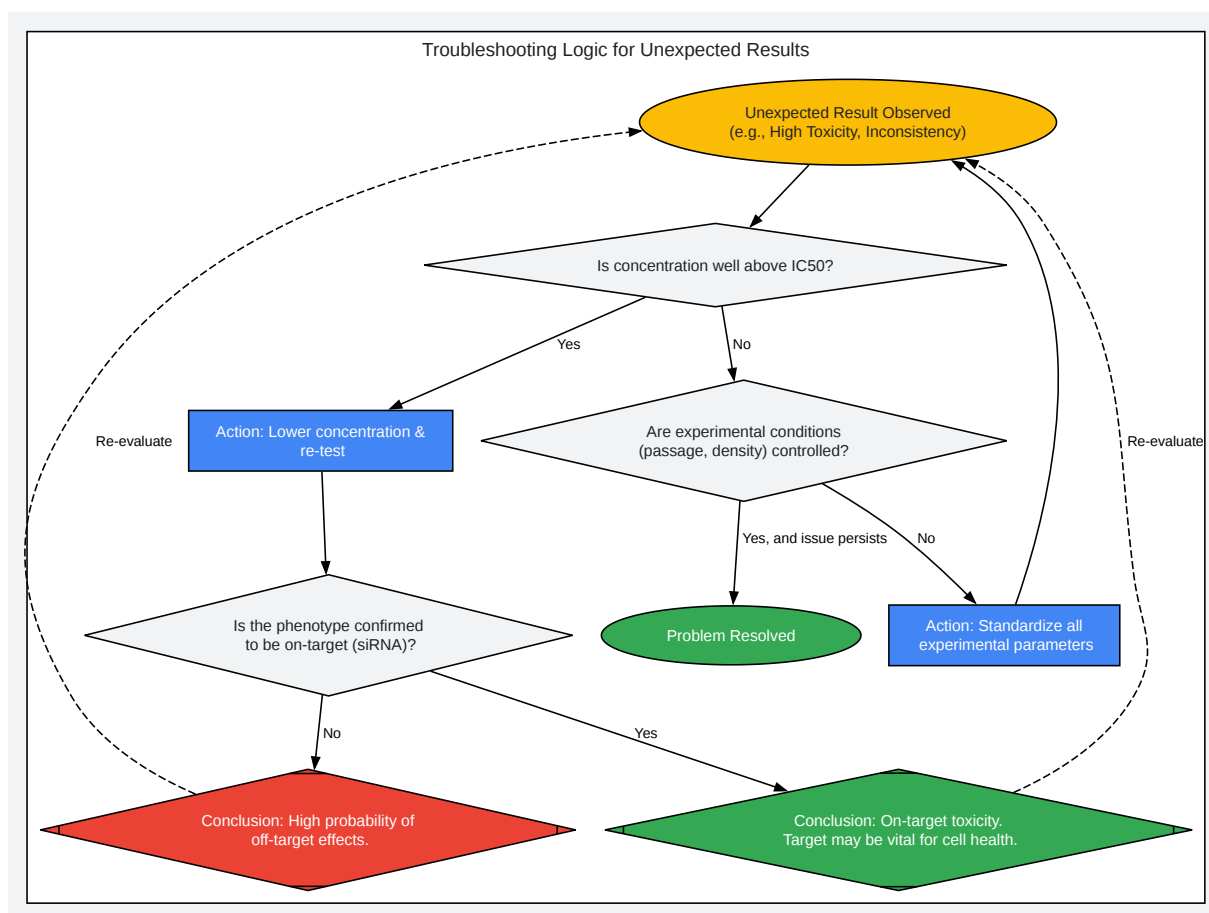 Troubleshooting Logic for Unexpected Results
Unexpected Result Observed
(e.g., High Toxicity, Inconsistency)
Is concentration well above IC50?
Yes
No
Action: Lower concentration &
re-test
Are experimental conditions
(passage, density) controlled?
Re-evaluate
Re-evaluate
Yes, and issue persists
No
Is the phenotype confirmed
to be on-target (siRNA)?
Problem Resolved
Action: Standardize all
experimental parameters
No
Yes
Conclusion: High probability of
off-target effects.
Conclusion: On-target toxicity.
Target may be vital for cell health.